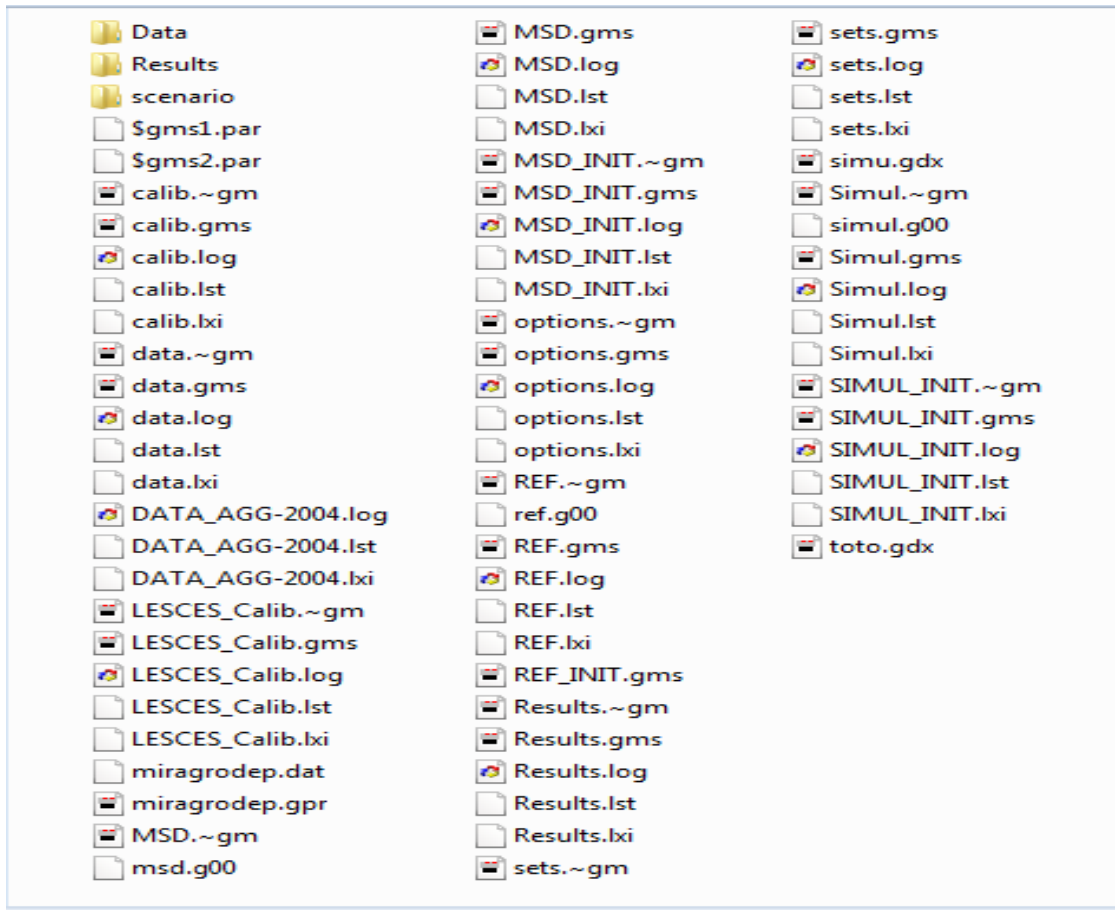 Data
Results
scenario
$gms1.par
$gms2.par
calib.~gm
calib.gms
calib.log
calib.lst
calib.lxi
data.~gm
data.gms
data.log
data.lst
data.lxi
DATA_AGG-2004.log
DATA_AGG-2004.lst
DATA_AGG-2004.lxi
LESCES_Calib.~gm
LESCES_Calib.gms
LESCES_Calib.log
LESCES_Calib.lst
LESCES_Calib.lxi
miragrodep.dat
miragrodep.gpr
MSD.~gm
msd.g00
MSD.gms
MSD.log
MSD.lst
MSD.lxi
MSD_INIT.~gm
MSD_INIT.gms
MSD_INIT.log
MSD_INIT.lst
MSD_INIT.lxi
options.~gm
options.gms
options.log
options.lst
options.lxi
REF.~gm
ref.g00
REF.gms
REF.log
REF.lst
REF.lxi
REF_INIT.gms
Results.~gm
Results.gms
Results.log
Results.lst
Results.lxi
sets.~gm
sets.gms
sets.log
sets.lst
sets.lxi
simu.gdx
Simul.~gm
simul.g00
Simul.gms
Simul.log
Simul.lst
Simul.lxi
SIMUL_INIT.~gm
SIMUL_INIT.gms
SIMUL_INIT.log
SIMUL_INIT.lst
SIMUL_INIT.lxi
toto.gdx